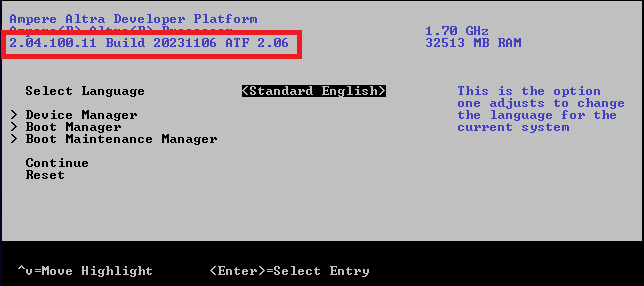 Ampere Altra Developer Platform
Ampere(R) Altra(R) Processor 1.70 GHz
2.04.100.11 Build 20231106 ATF 2.06 32513 MB RAM
Select Language <Standard English> This is the option
one adjusts to change
> Device Manager the language for the
> Boot Manager current system
> Boot Maintenance Manager
Continue
Reset
^v=Move Highlight <Enter>=Select Entry